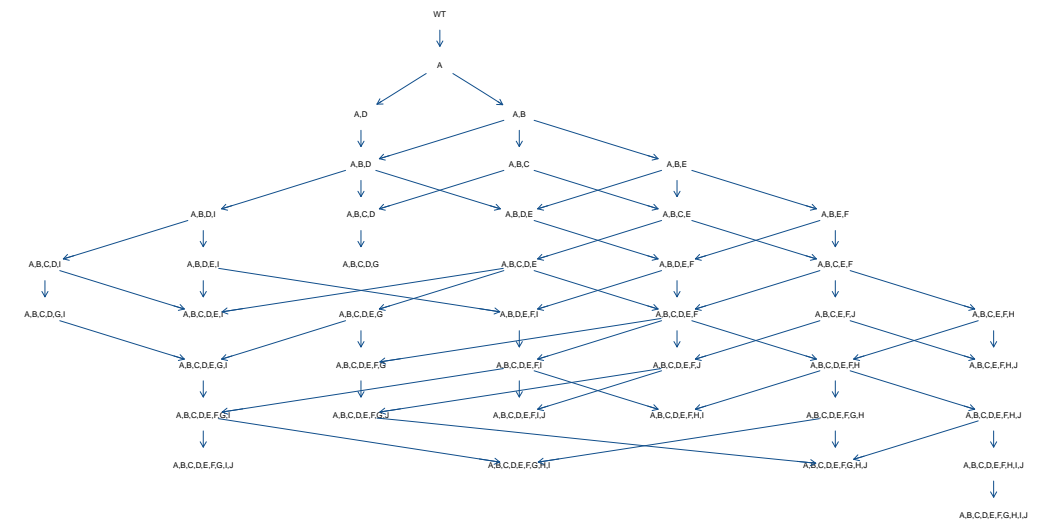 WT
A
A,D
A,B
A,B,D
A,B,C
A,B,E
A,B,D,I
A,B,C,D
A,B,D,E
A,B,C,E
A,B,E,F
A,B,C,D,I
A,B,D,E,I
A,B,C,D,G
A,B,C,D,E
A,B,D,E,F
A,B,C,E,F
A,B,C,D,G,I
A,B,C,D,E,I
A,B,C,D,E,G
A,B,D,E,F,I
A,B,C,D,E,F
A,B,C,E,F,J
A,B,C,E,F,H
A,B,C,D,E,G,I
A,B,C,D,E,F,G
A,B,C,D,E,F,I
A,B,C,D,E,F,J
A,B,C,D,E,F,H
A,B,C,E,F,H,J
A,B,C,D,E,F,G,I
A,B,C,D,E,F,G,J
A,B,C,D,E,F,I,J
A,B,C,D,E,F,H,I
A,B,C,D,E,F,G,H
A,B,C,D,E,F,H,J
A,B,C,D,E,F,G,I,J
A,B,C,D,E,F,G,H,I
A,B,C,D,E,F,G,H,J
A,B,C,D,E,F,H,I,J
A,B,C,D,E,F,G,H,I,J